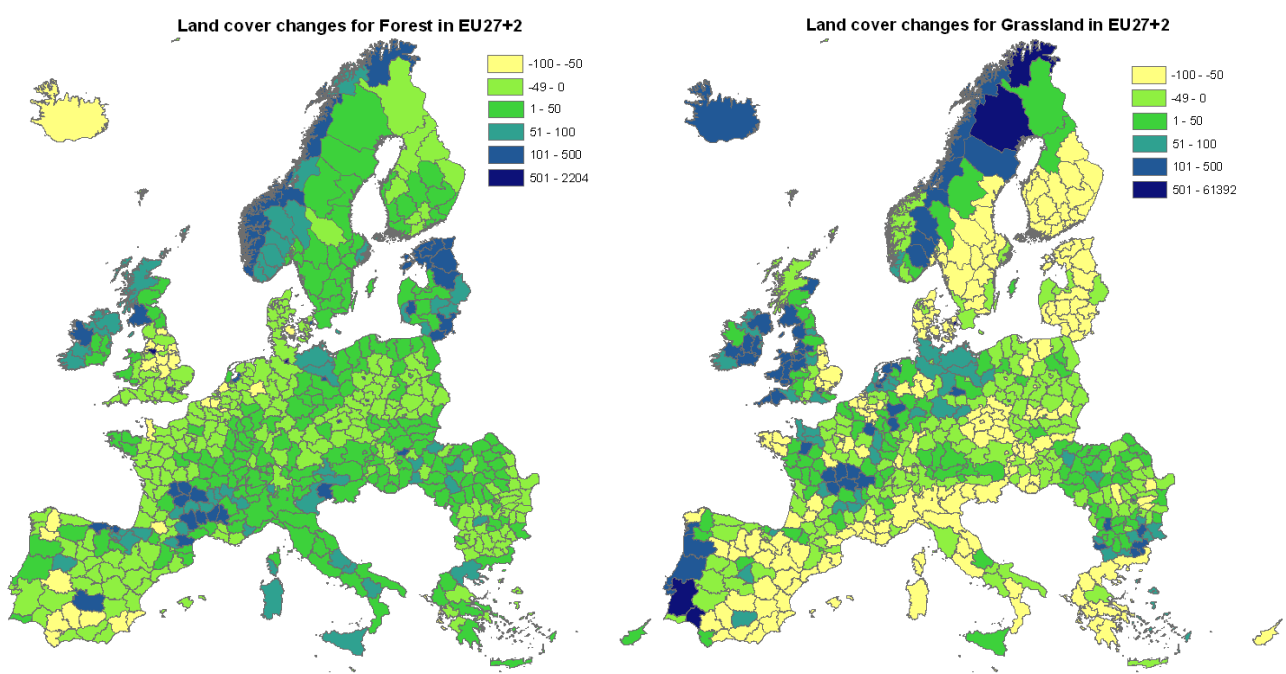 Land cover changes for Forest in EU27+2
-100 - -50
-49 - 0
1 - 50
51 - 100
101 - 500
501 - 2204
Land cover changes for Grassland in EU27+2
-100 - -50
-49 - 0
1 - 50
51 - 100
101 - 500
501 - 61392